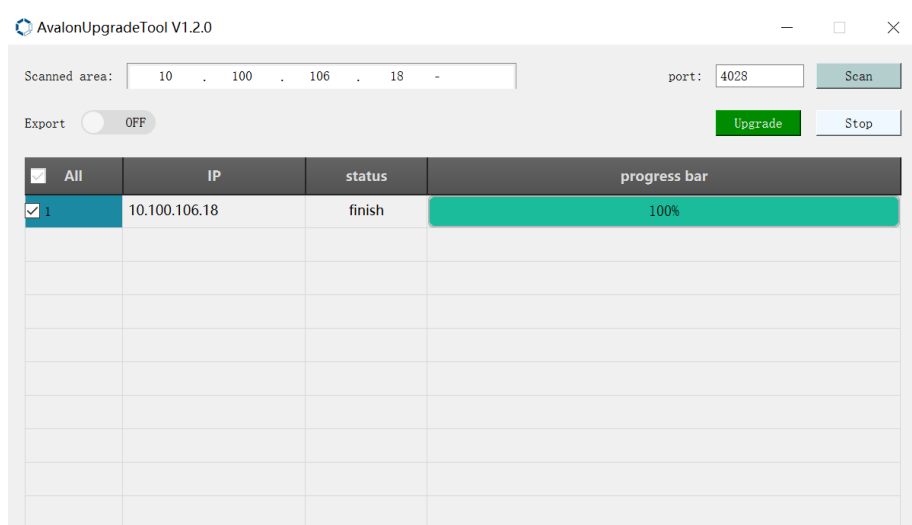 AvalonUpgradeTool V1.2.0
Scanned area: 10 . 100 . 106 . 18 - port: 4028 Scan
Export OFF Upgrade Stop
All IP status progress bar
1 10.100.106.18 finish 100%